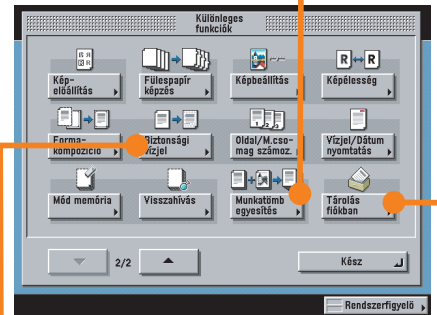 Különleges
funkciók
Kép-
előállítás
Fülespapír
képzés
Képbeállítás
Képélesség
Forma-
kompozíció
Biztonsági
vízjel
Oldal/M.cso-
mag számoz.
Vízjel/Dátum
nyomtatás
Mód memória
Visszahívás
Munkatömb
egyesítés
Tárolás
fiókban
2/2
Kész
Rendszerfigyelő